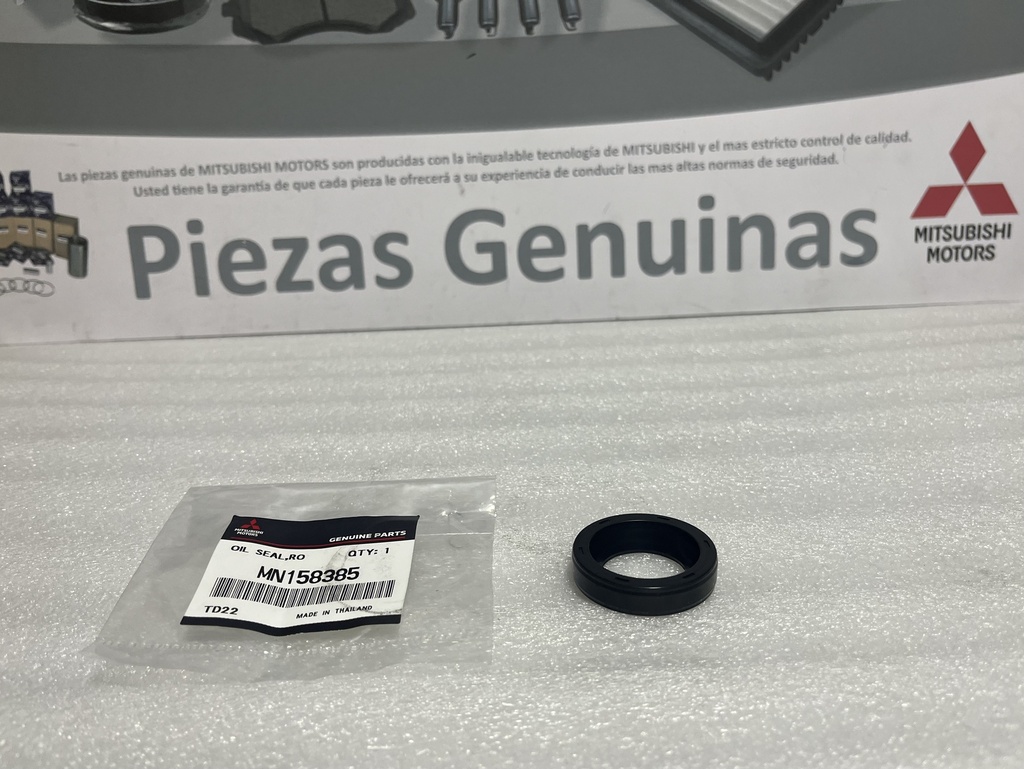 Las piezas genuinas de MITSUBISHI MOTORS son producidas con la inigualable tecnología de MITSUBISHI y el mas estricto control de calidad.
Usted tiene la garantía de que cada pieza le ofrecerá a su experiencia de conducir las mas altas normas de seguridad.
Piezas Genuinas
MITSUBISHI
MOTORS
MITSUBISHI
MOTORS
GENUINE PARTS
OIL SEAL,RO QTY: 1
MN158385
TD22 MADE IN THAILAND